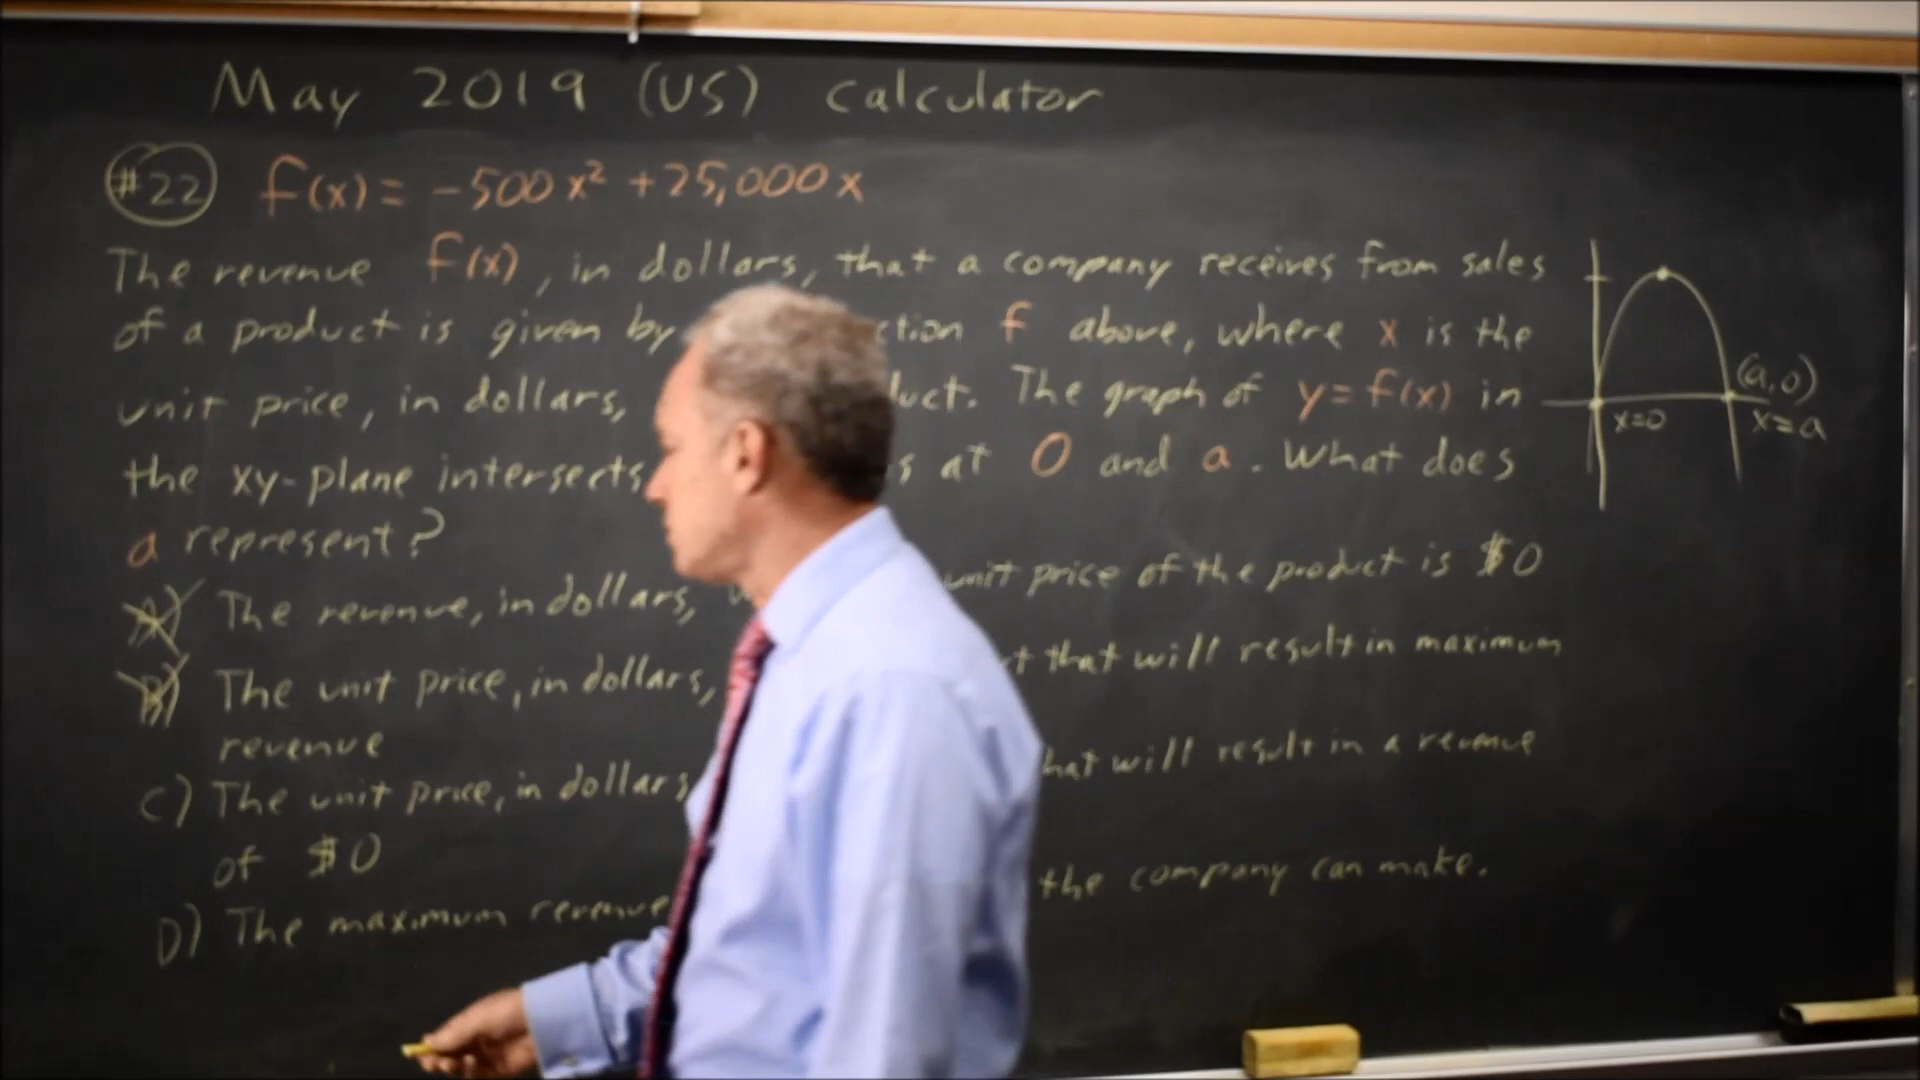 May 2019 (US) Calculator
#22 f(x) = -500x² + 25,000x
The revenue f(x), in dollars, that a company receives from sales
of a product is given by ction f above, where x is the
unit price, in dollars, uct. The graph of y = f(x) in
the xy-plane intersects s at 0 and a. What does
a represent?
A) The revenue, in dollars, unit price of the product is $0
B) The unit price, in dollars, t that will result in maximum
revenue
C) The unit price, in dollars, hat will result in a revenue
of $0
D) The maximum revenue the company can make.
(a,0)
x=0
x=a